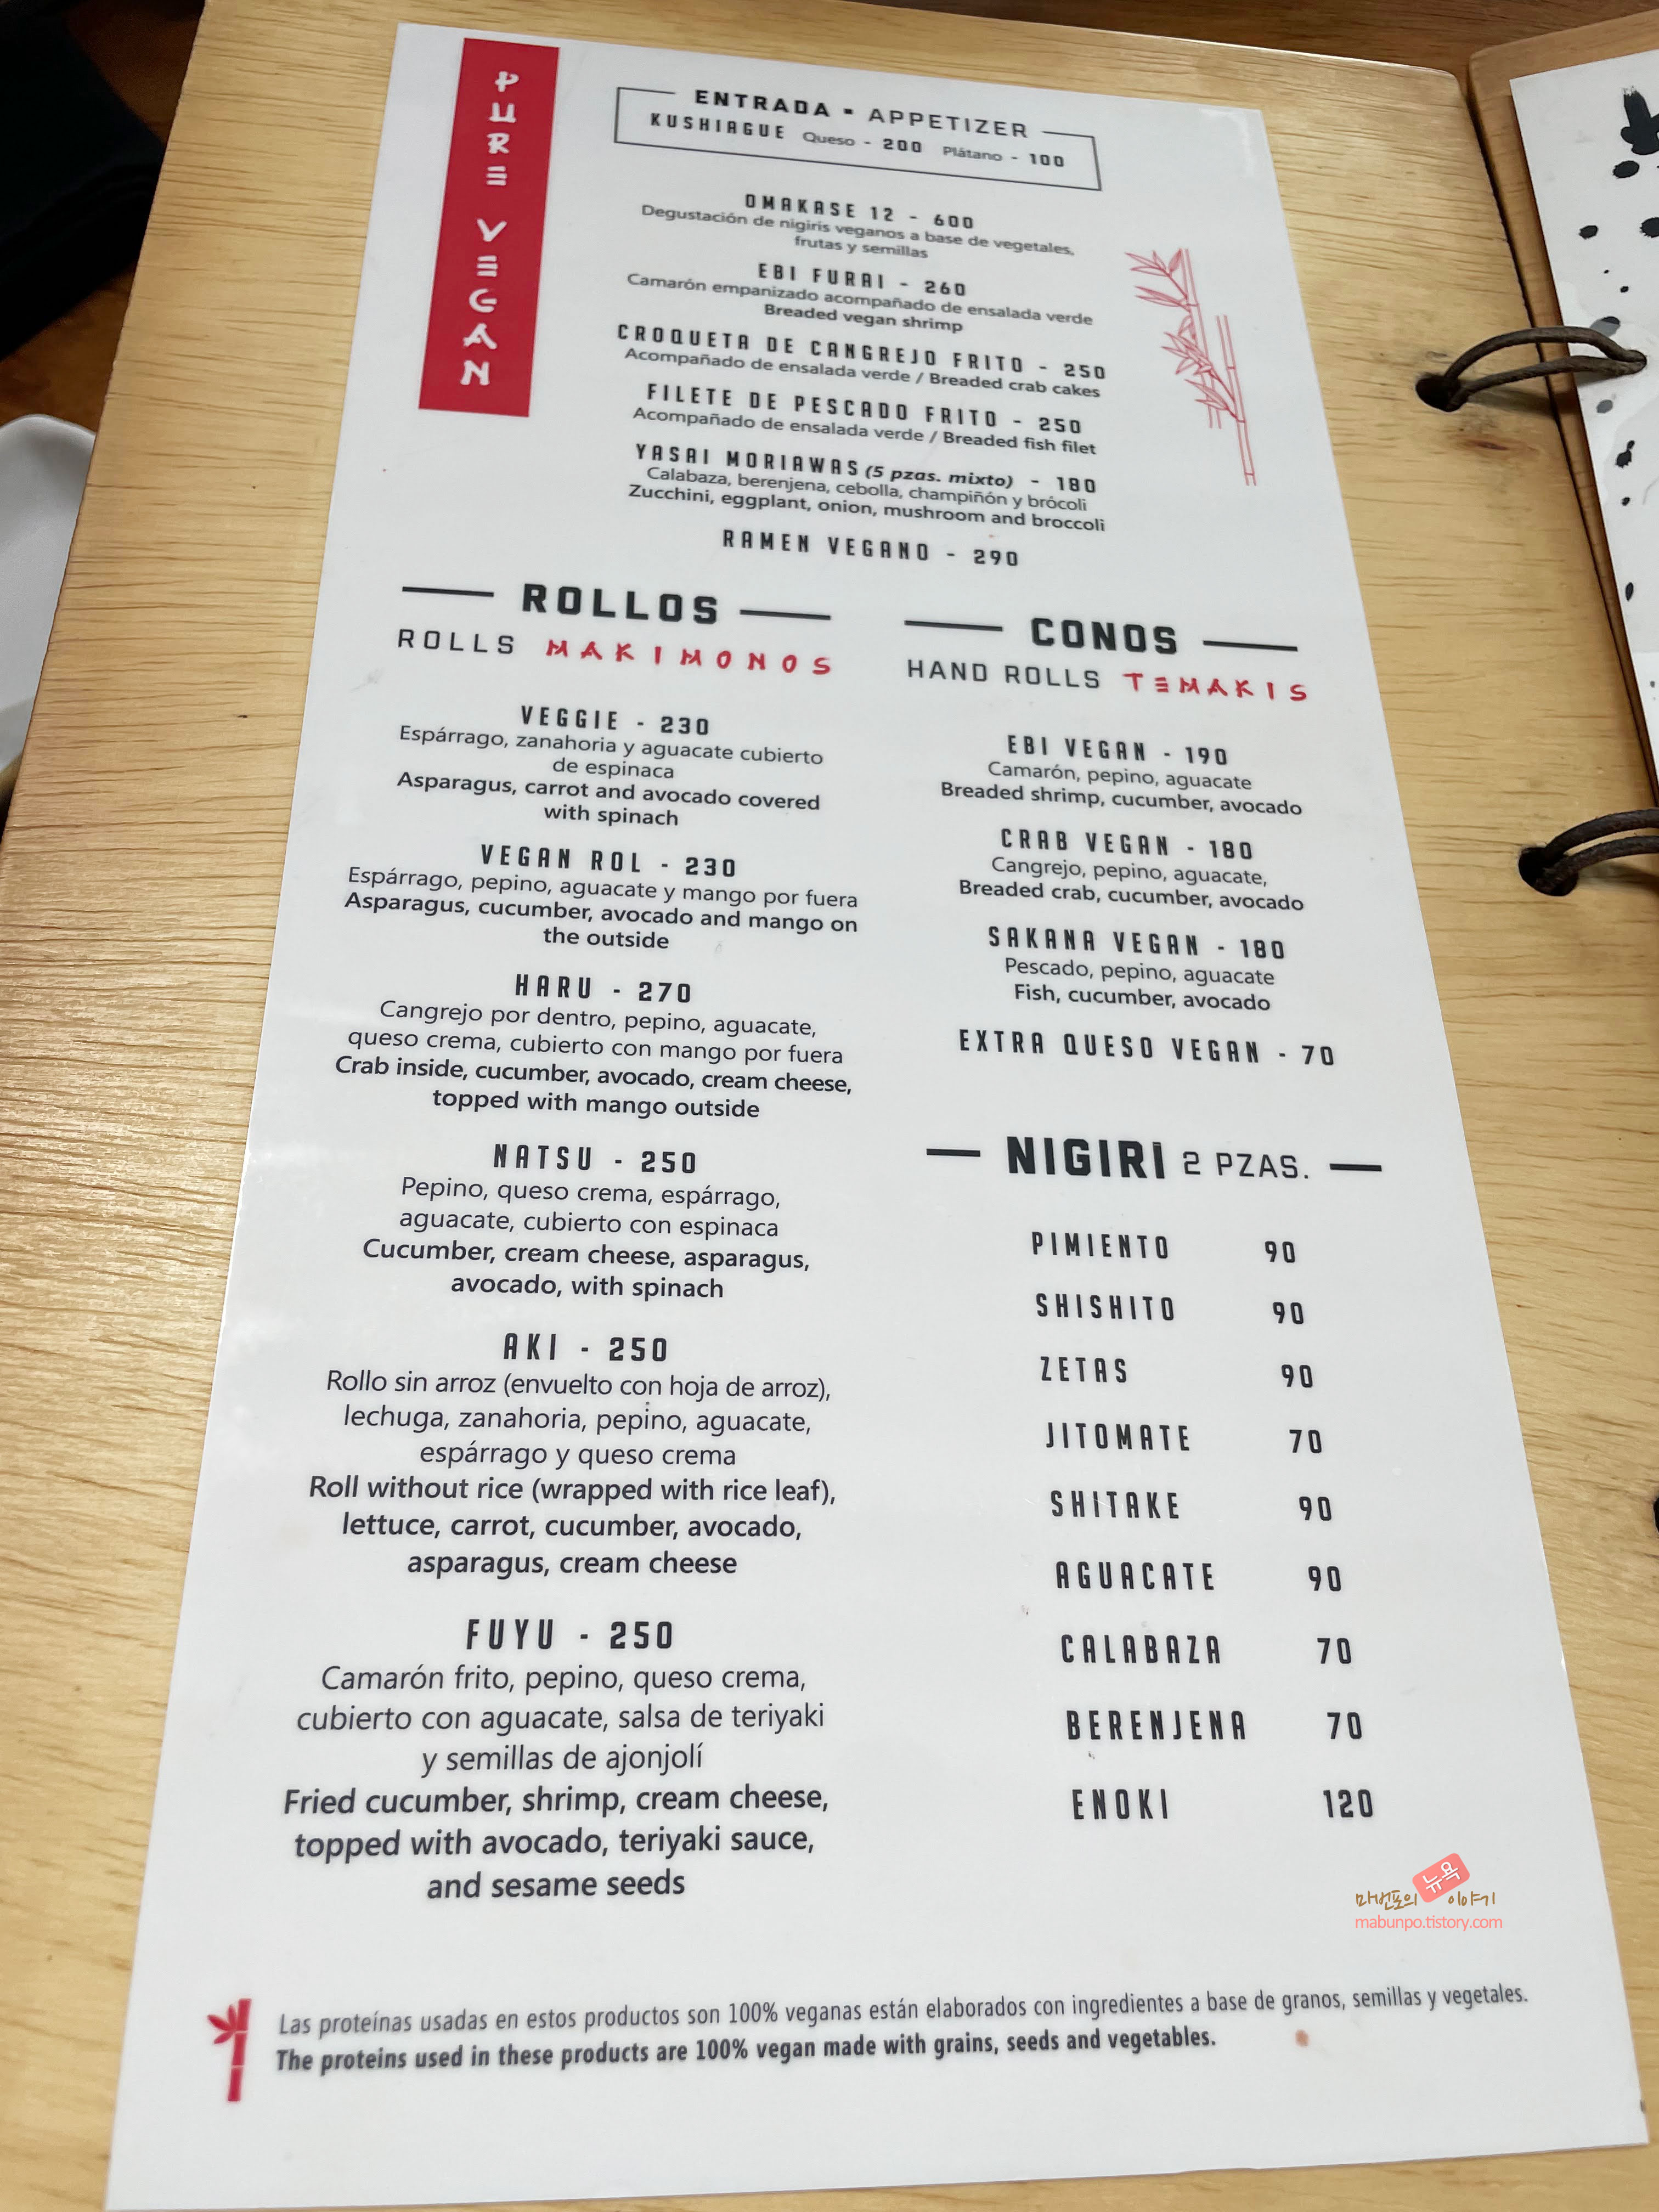 PURE VEGAN
ENTRADA - APPETIZER
KUSHIAGUE Queso - 200 Plátano - 100
OMAKASE 12 - 600
Degustación de nigiris veganos a base de vegetales,
frutas y semillas
EBI FURAI - 260
Camarón empanizado acompañado de ensalada verde
Breaded vegan shrimp
CROQUETA DE CANGREJO FRITO - 250
Acompañado de ensalada verde / Breaded crab cakes
FILETE DE PESCADO FRITO - 250
Acompañado de ensalada verde / Breaded fish filet
YASAI MORIAWAS (5 pzas. mixto) - 180
Calabaza, berenjena, cebolla, champiñón y brócoli
Zucchini, eggplant, onion, mushroom and broccoli
RAMEN VEGANO - 290
ROLLOS
ROLLS MAKIMONOS
VEGGIE - 230
Espárrago, zanahoria y aguacate cubierto
de espinaca
Asparagus, carrot and avocado covered
with spinach
VEGAN ROL - 230
Espárrago, pepino, aguacate y mango por fuera
Asparagus, cucumber, avocado and mango on
the outside
HARU - 270
Cangrejo por dentro, pepino, aguacate,
queso crema, cubierto con mango por fuera
Crab inside, cucumber, avocado, cream cheese,
topped with mango outside
NATSU - 250
Pepino, queso crema, espárrago,
aguacate, cubierto con espinaca
Cucumber, cream cheese, asparagus,
avocado, with spinach
AKI - 250
Rollo sin arroz (envuelto con hoja de arroz),
lechuga, zanahoria, pepino, aguacate,
espárrago y queso crema
Roll without rice (wrapped with rice leaf),
lettuce, carrot, cucumber, avocado,
asparagus, cream cheese
FUYU - 250
Camarón frito, pepino, queso crema,
cubierto con aguacate, salsa de teriyaki
y semillas de ajonjolí
Fried cucumber, shrimp, cream cheese,
topped with avocado, teriyaki sauce,
and sesame seeds
CONOS
HAND ROLLS TEMAKIS
EBI VEGAN - 190
Camarón, pepino, aguacate
Breaded shrimp, cucumber, avocado
CRAB VEGAN - 180
Cangrejo, pepino, aguacate,
Breaded crab, cucumber, avocado
SAKANA VEGAN - 180
Pescado, pepino, aguacate
Fish, cucumber, avocado
EXTRA QUESO VEGAN - 70
NIGIRI 2 PZAS.
PIMIENTO 90
SHISHITO 90
ZETAS 90
JITOMATE 70
SHITAKE 90
AGUACATE 90
CALABAZA 70
BERENJENA 70
ENOKI 120
마번포의 뉴욕 이야기
mabunpo.tistory.com
Las proteínas usadas en estos productos son 100% veganas están elaborados con ingredientes a base de granos, semillas y vegetales.
The proteins used in these products are 100% vegan made with grains, seeds and vegetables.